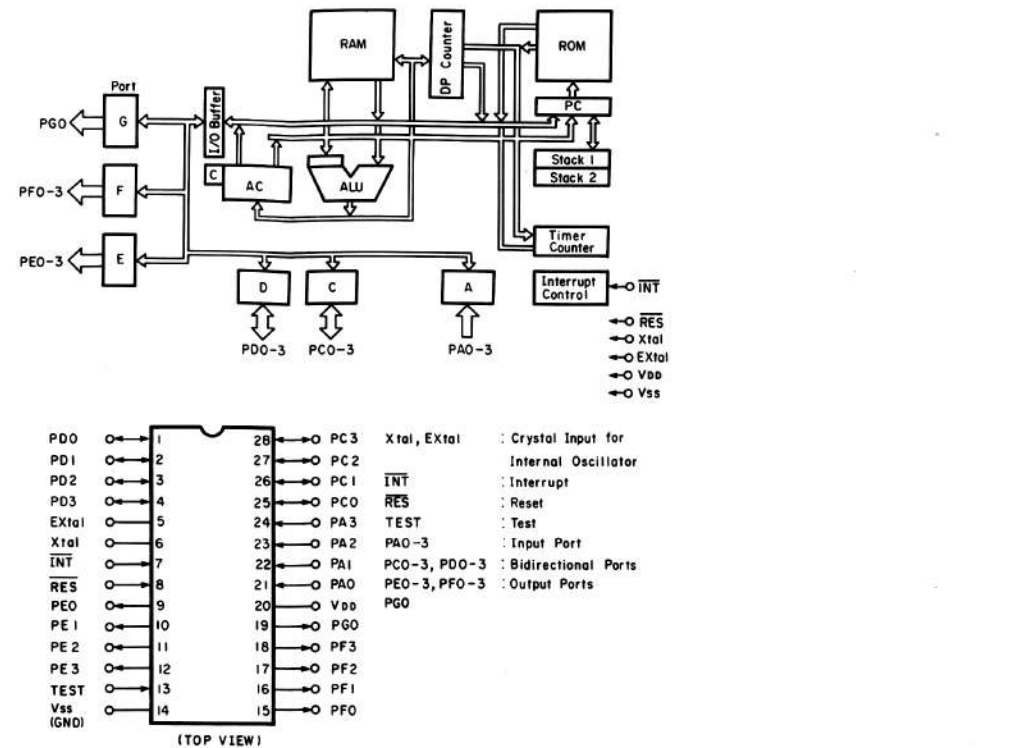 RAM
DP Counter
ROM
Port
PC
PG0
G
I/O Buffer
Stack 1
Stack 2
C
AC
ALU
PF0-3
F
Timer
Counter
PE0-3
E
D
C
A
Interrupt
Control
INT
PD0-3
PC0-3
PA0-3
RES
Xtal
EXtal
VDD
Vss
PD0 1 28 PC3
PD1 2 27 PC2
PD2 3 26 PC1
PD3 4 25 PC0
EXtal 5 24 PA3
Xtal 6 23 PA2
INT 7 22 PA1
RES 8 21 PA0
PE0 9 20 VDD
PE1 10 19 PG0
PE2 11 18 PF3
PE3 12 17 PF2
TEST 13 16 PF1
Vss 14 15 PF0
(GND)
(TOP VIEW)
Xtal, EXtal : Crystal Input for
Internal Oscillator
INT : Interrupt
RES : Reset
TEST : Test
PA0-3 : Input Port
PC0-3, PD0-3 : Bidirectional Ports
PE0-3, PF0-3 : Output Ports
PG0